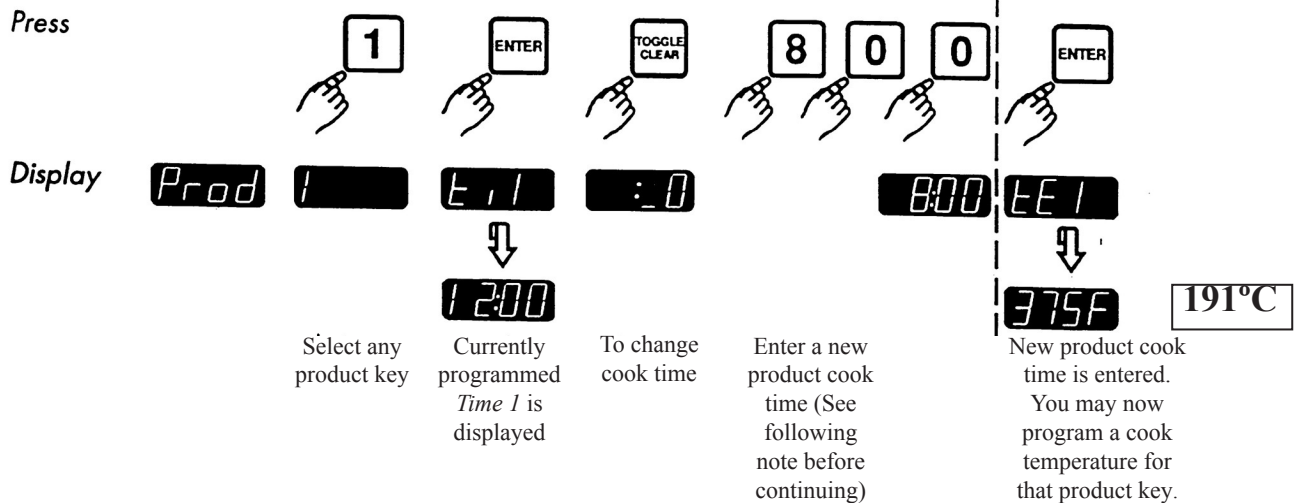 Press
1
ENTER
TOGGLE
CLEAR
8 0 0
ENTER
Display
Prod
1
ti1
:_0
8:00
tE1
12:00
375F
191ºC
Select any
product key
Currently
programmed
Time 1 is
displayed
To change
cook time
Enter a new
product cook
time (See
following
note before
continuing)
New product cook
time is entered.
You may now
program a cook
temperature for
that product key.